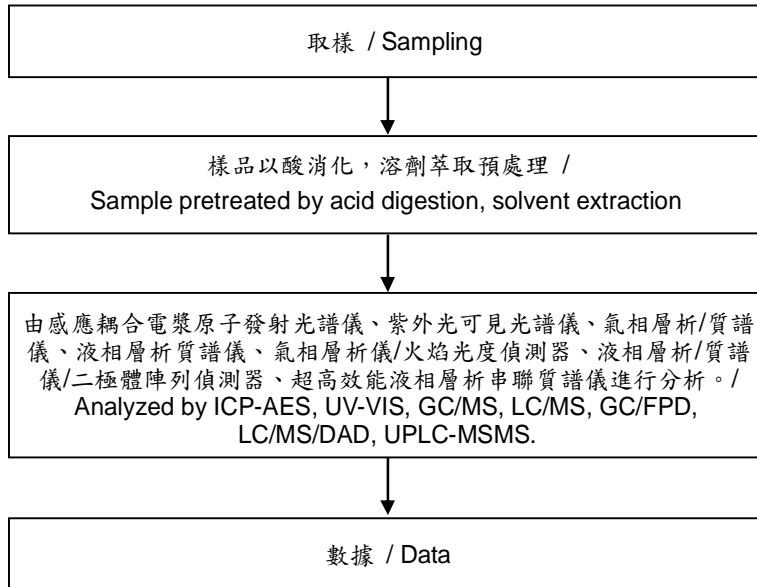 取樣 / Sampling
樣品以酸消化，溶劑萃取預處理 /
Sample pretreated by acid digestion, solvent extraction
由感應耦合電漿原子發射光譜儀、紫外光可見光譜儀、氣相層析/質譜
儀、液相層析質譜儀、氣相層析儀/火焰光度偵測器、液相層析/質譜
儀/二極體陣列偵測器、超高效能液相層析串聯質譜儀進行分析。/
Analyzed by ICP-AES, UV-VIS, GC/MS, LC/MS, GC/FPD,
LC/MS/DAD, UPLC-MSMS.
數據 / Data